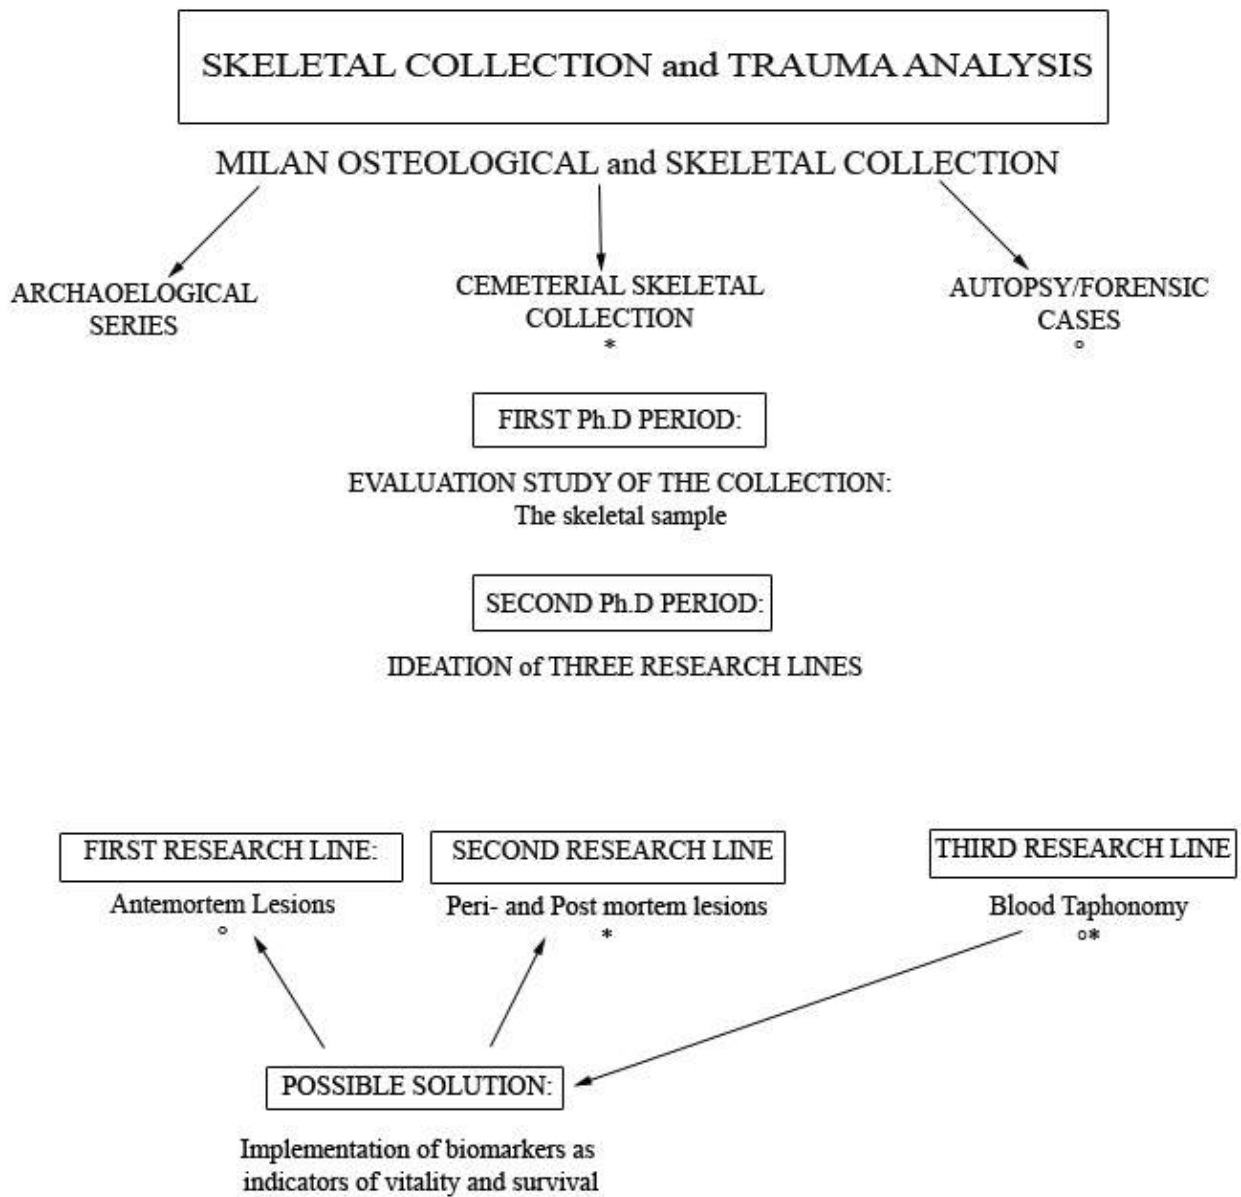 SKELETAL COLLECTION and TRAUMA ANALYSIS
MILAN OSTEOLOGICAL and SKELETAL COLLECTION
ARCHAOELOGICAL
SERIES
CEMETERIAL SKELETAL
COLLECTION
*
AUTOPSY/FORENSIC
CASES
°
FIRST Ph.D PERIOD:
EVALUATION STUDY OF THE COLLECTION:
The skeletal sample
SECOND Ph.D PERIOD:
IDEATION of THREE RESEARCH LINES
FIRST RESEARCH LINE:
Antemortem Lesions
°
SECOND RESEARCH LINE
Peri- and Post mortem lesions
*
THIRD RESEARCH LINE
Blood Taphonomy
°*
POSSIBLE SOLUTION:
Implementation of biomarkers as
indicators of vitality and survival